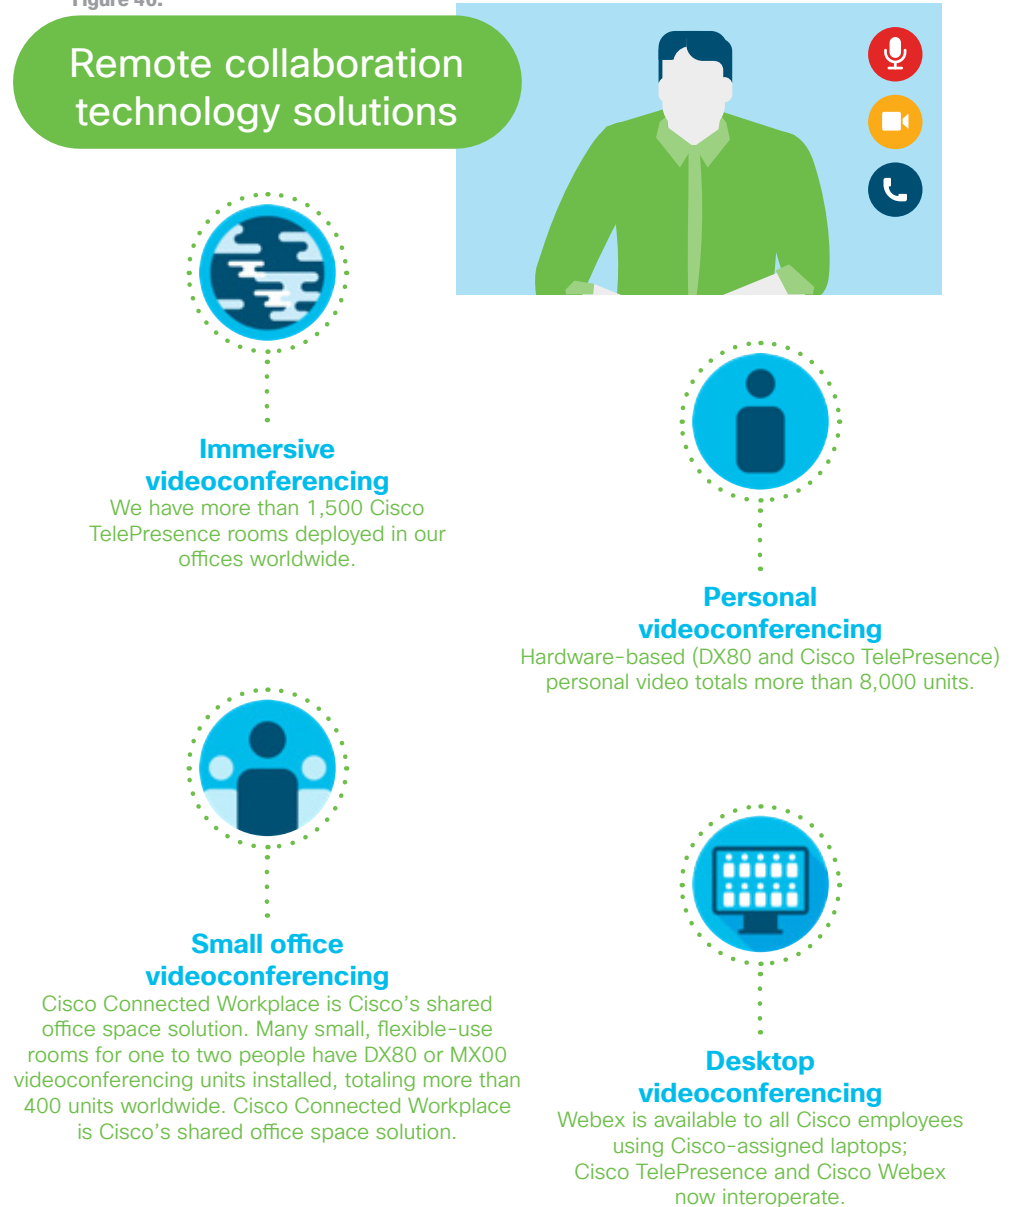 Figure 40.
Remote collaboration
technology solutions
Immersive
videoconferencing
We have more than 1,500 Cisco
TelePresence rooms deployed in our
offices worldwide.
Personal
videoconferencing
Hardware-based (DX80 and Cisco TelePresence)
personal video totals more than 8,000 units.
Small office
videoconferencing
Cisco Connected Workplace is Cisco’s shared
office space solution. Many small, flexible-use
rooms for one to two people have DX80 or MX00
videoconferencing units installed, totaling more than
400 units worldwide. Cisco Connected Workplace
is Cisco’s shared office space solution.
Desktop
videoconferencing
Webex is available to all Cisco employees
using Cisco-assigned laptops;
Cisco TelePresence and Cisco Webex
now interoperate.